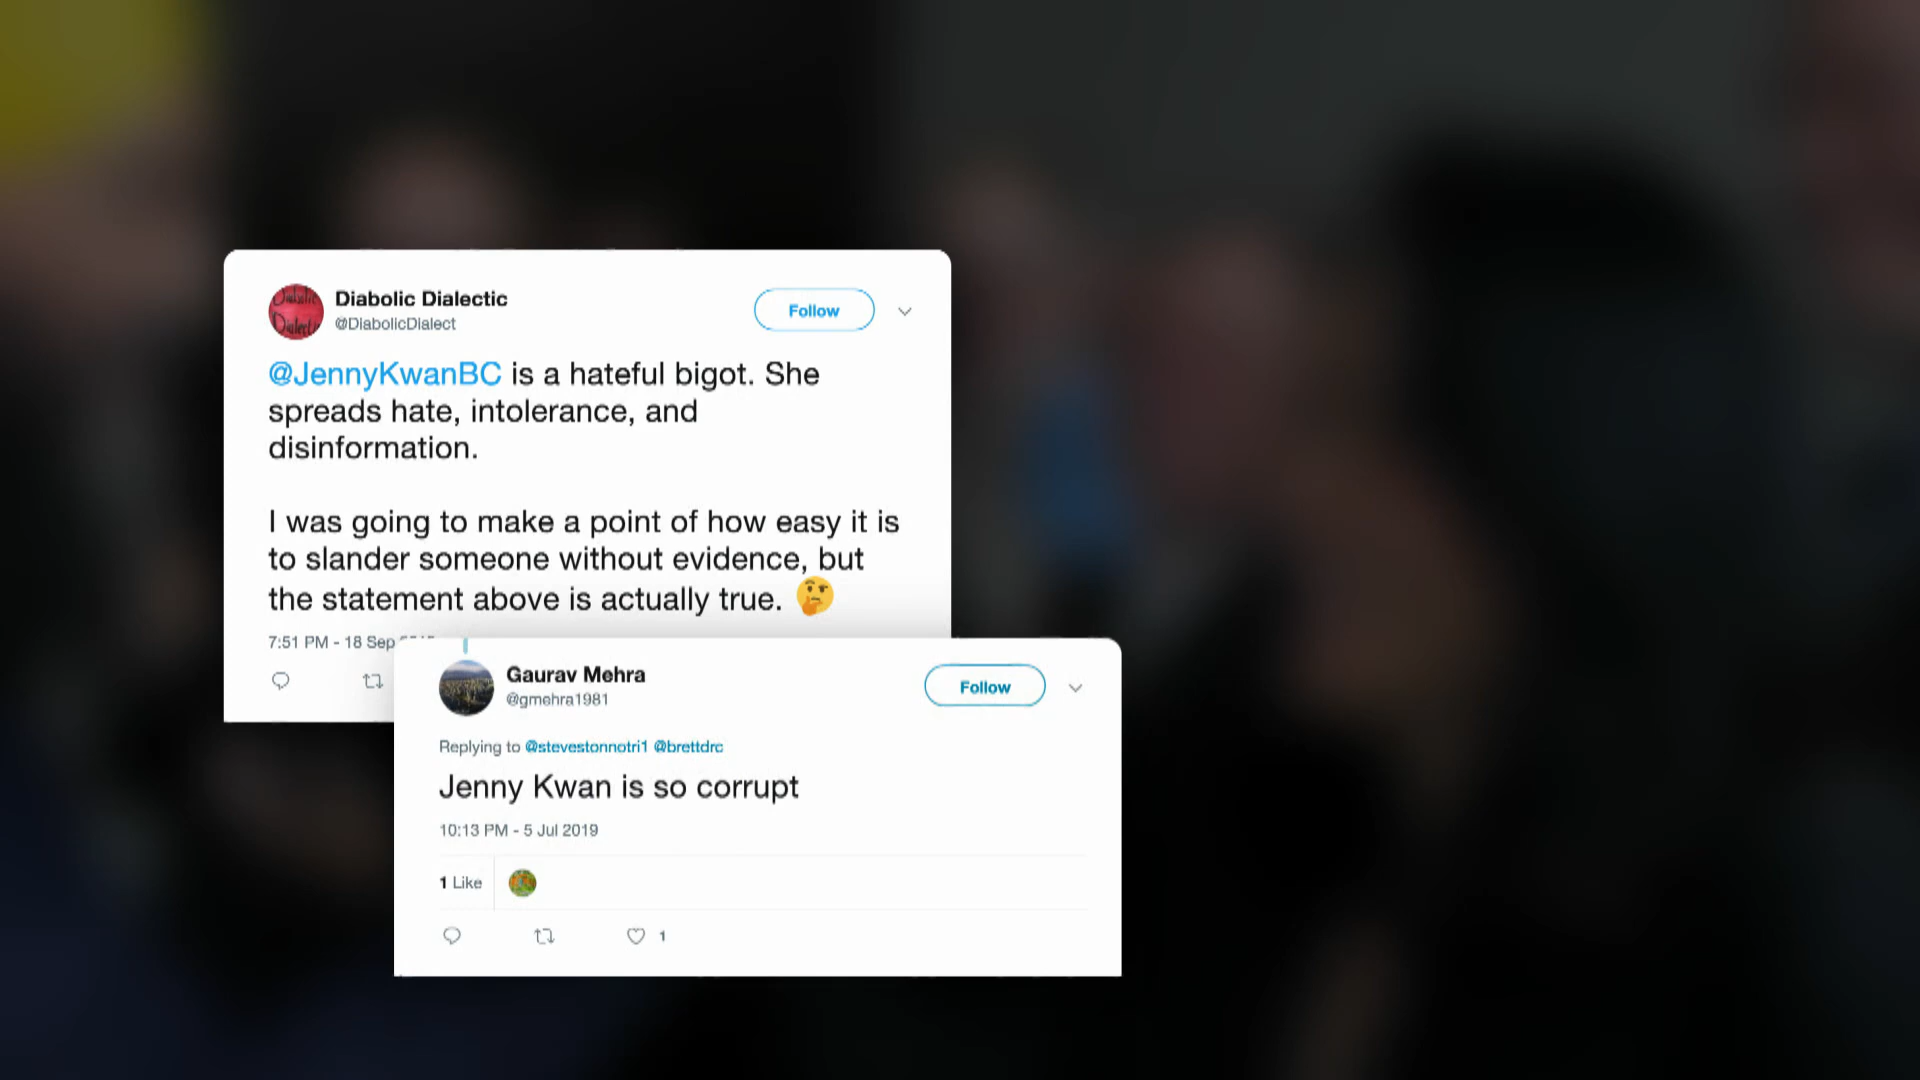 Diabolic Dialectic
@DiabolicDialect
Follow
@JennyKwanBC is a hateful bigot. She
spreads hate, intolerance, and
disinformation.
I was going to make a point of how easy it is
to slander someone without evidence, but
the statement above is actually true. 🤔
7:51 PM - 18 Sep
Gaurav Mehra
@gmehra1981
Follow
Replying to @stevestonnotri1 @brettdrc
Jenny Kwan is so corrupt
10:13 PM - 5 Jul 2019
1 Like
1